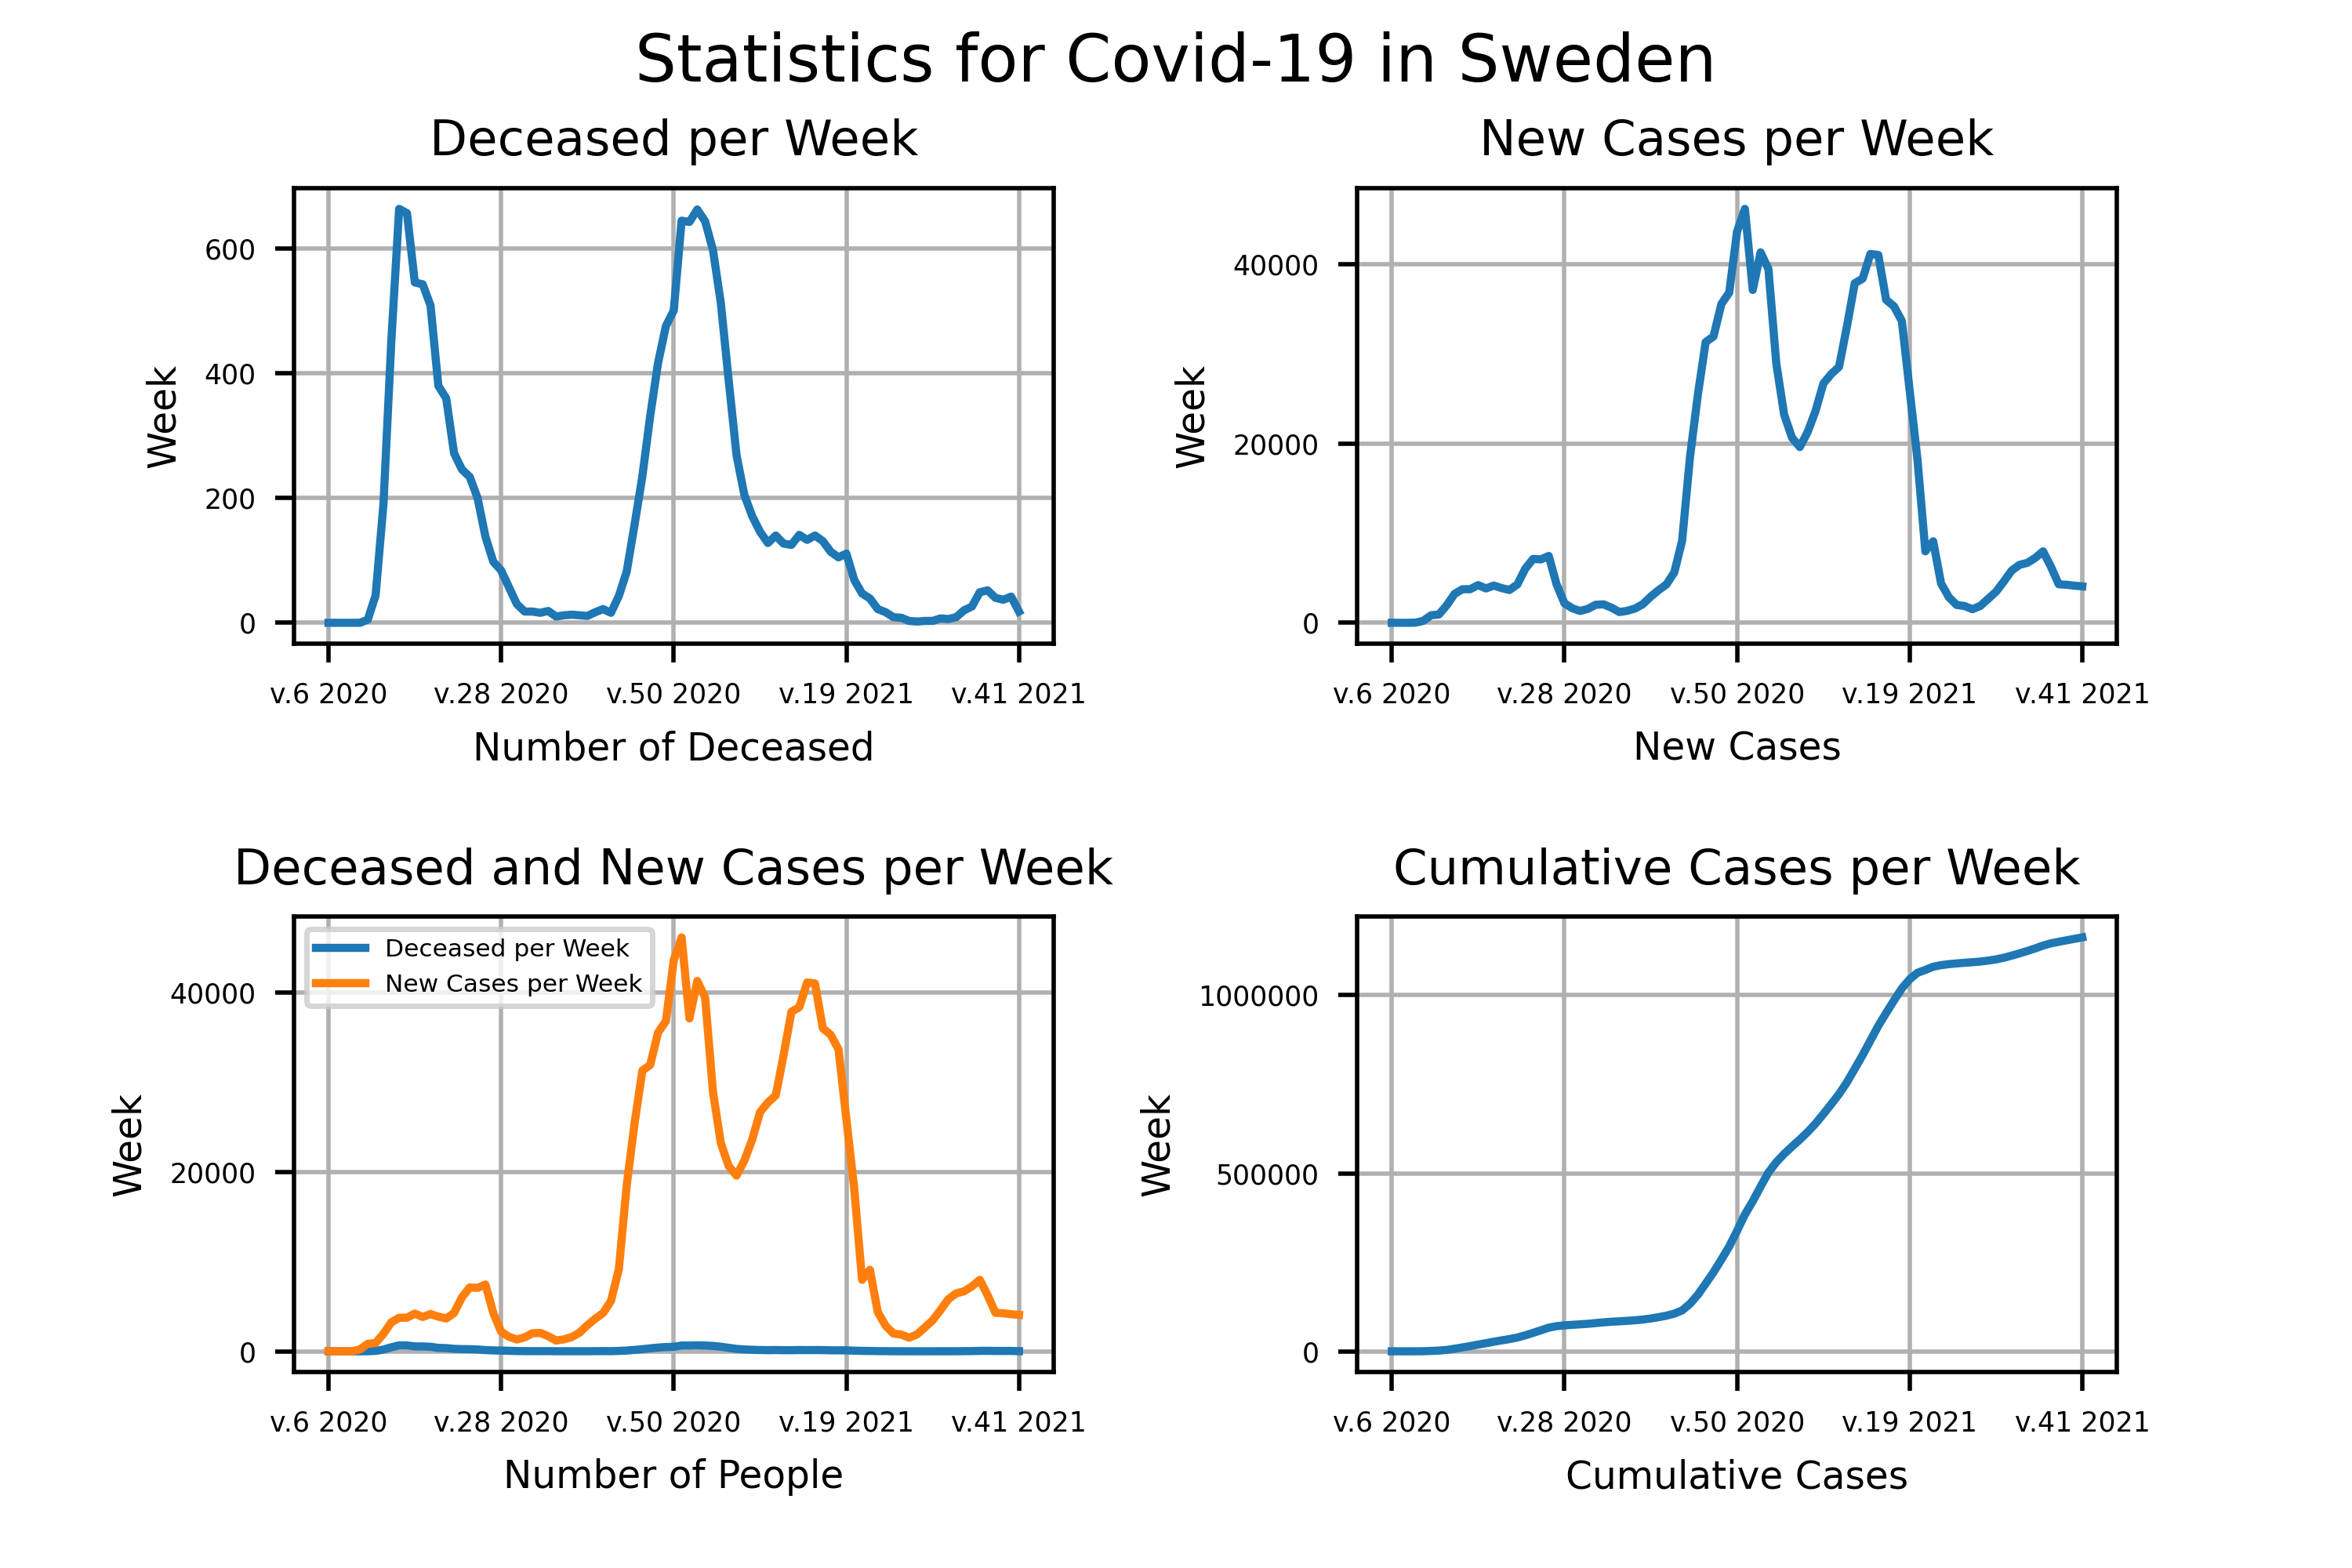 Statistics for Covid-19 in Sweden
Deceased per Week
600
400
200
0
Week
v.6 2020 v.28 2020 v.50 2020 v.19 2021 v.41 2021
Number of Deceased
New Cases per Week
40000
20000
0
Week
v.6 2020 v.28 2020 v.50 2020 v.19 2021 v.41 2021
New Cases
Deceased and New Cases per Week
Deceased per Week
New Cases per Week
40000
20000
0
Week
v.6 2020 v.28 2020 v.50 2020 v.19 2021 v.41 2021
Number of People
Cumulative Cases per Week
1000000
500000
0
Week
v.6 2020 v.28 2020 v.50 2020 v.19 2021 v.41 2021
Cumulative Cases